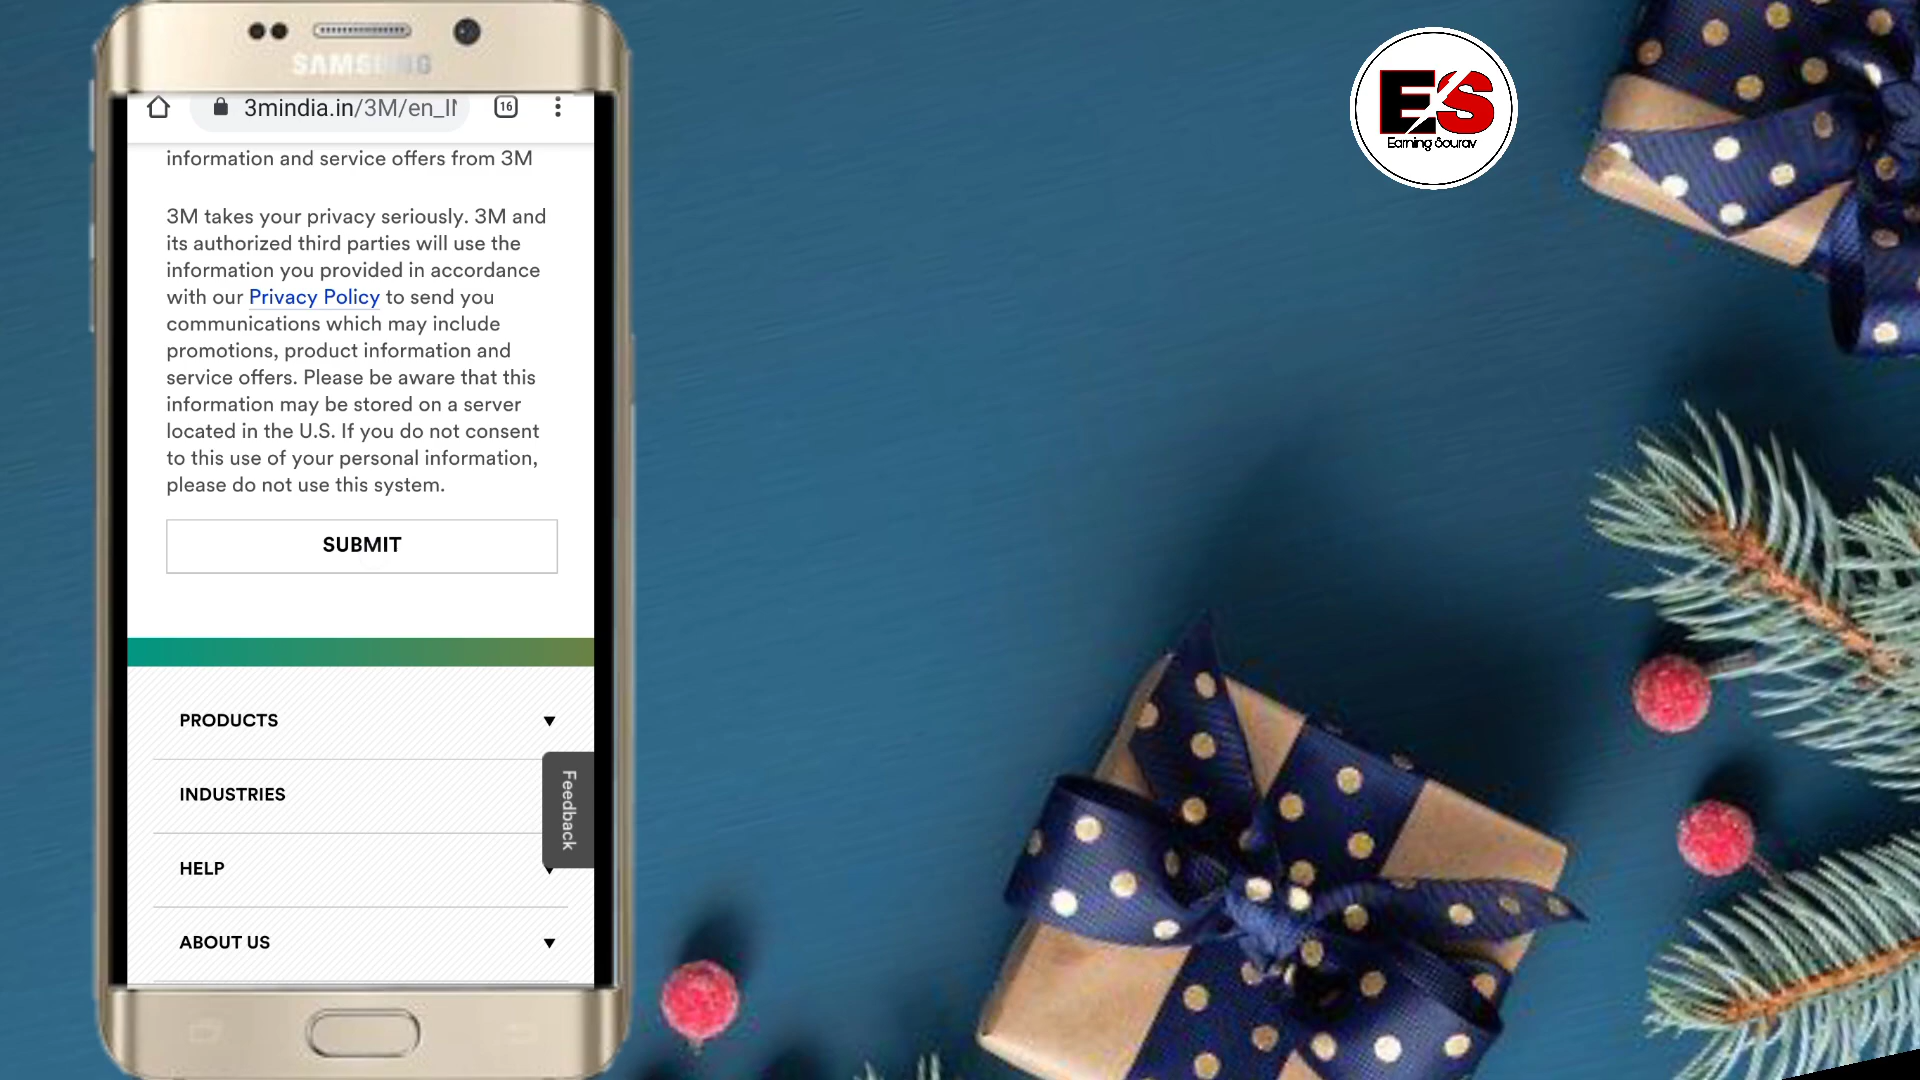 SAMSUNG
3mindia.in/3M/en_IN
16
information and service offers from 3M
3M takes your privacy seriously. 3M and
its authorized third parties will use the
information you provided in accordance
with our Privacy Policy to send you
communications which may include
promotions, product information and
service offers. Please be aware that this
information may be stored on a server
located in the U.S. If you do not consent
to this use of your personal information,
please do not use this system.
SUBMIT
PRODUCTS
INDUSTRIES
Feedback
HELP
ABOUT US
ES
Earning Sourav